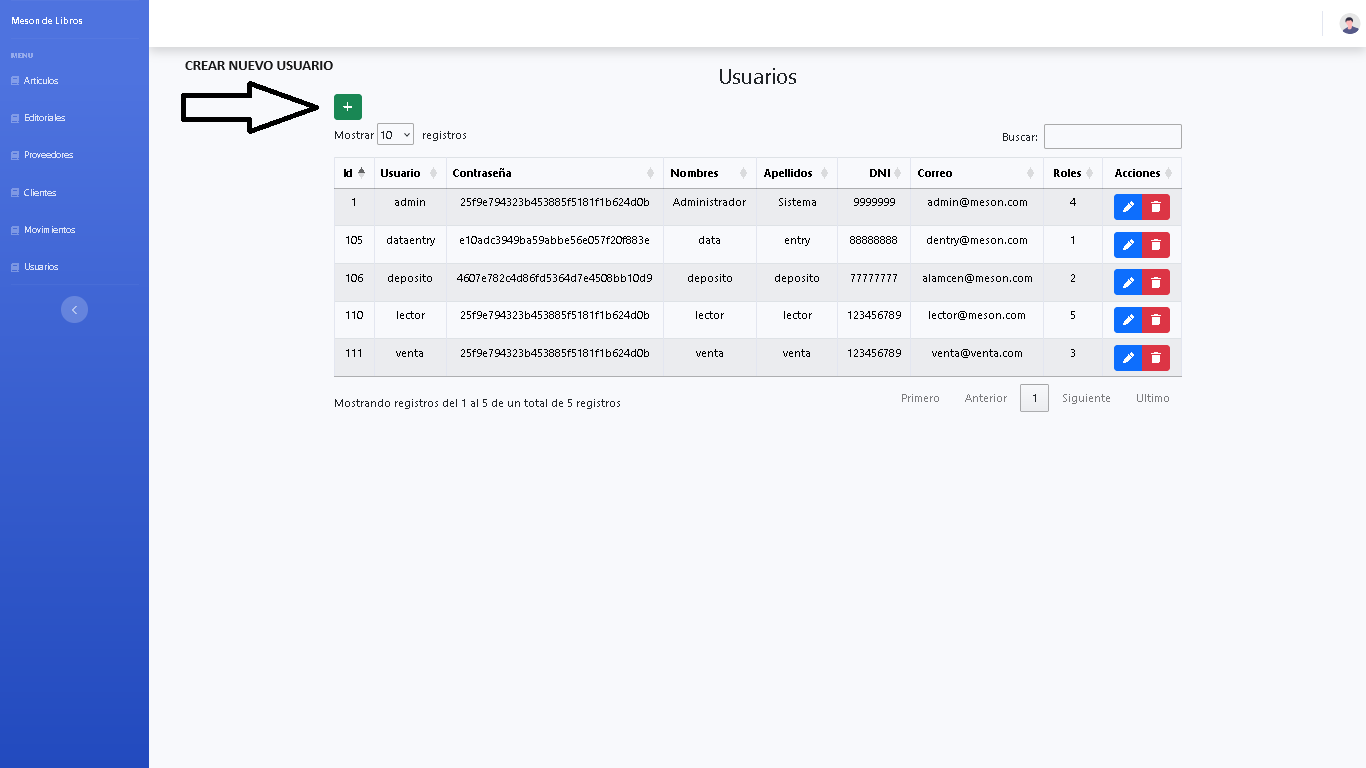 Meson de Libros
MENU
Articulos
Editoriales
Proveedores
Clientes
Movimientos
Usuarios
CREAR NUEVO USUARIO
Usuarios
+
Mostrar 10 registros
Buscar:
Id Usuario Contraseña Nombres Apellidos DNI Correo Roles Acciones
1 admin 25f9e794323b453885f5181f1b624d0b Administrador Sistema 9999999 admin@meson.com 4
105 dataentry e10adc3949ba59abbe56e057f20f883e data entry 88888888 dentry@meson.com 1
106 deposito 4607e782c4d86fd5364d7e4508bb10d9 deposito deposito 77777777 alamcen@meson.com 2
110 lector 25f9e794323b453885f5181f1b624d0b lector lector 123456789 lector@meson.com 5
111 venta 25f9e794323b453885f5181f1b624d0b venta venta 123456789 venta@venta.com 3
Mostrando registros del 1 al 5 de un total de 5 registros
Primero Anterior 1 Siguiente Ultimo